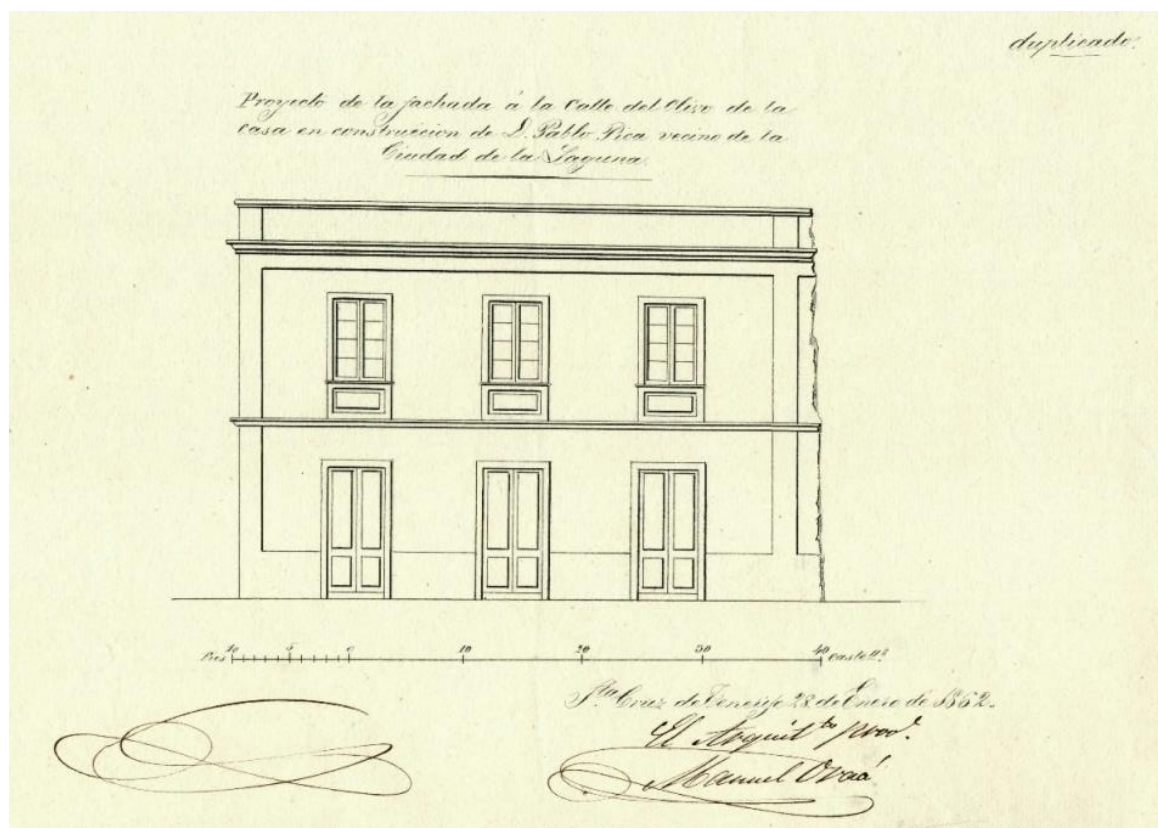 duplicado.
Proyecto de la fachada á la Calle del Olivo de la
casa en construccion de D. Pablo Pica vecino de la
Ciudad de la Laguna.
Pies 10 5 0 10 20 30 40 castell.s
S.ta Cruz de Tenerife 28 de Enero de 1862.
El Arquit.to prov.l
Manuel Oraá